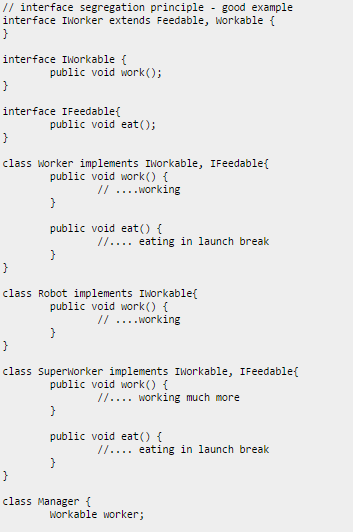 // interface segregation principle - good example
interface IWorker extends Feedable, Workable {
}

interface IWorkable {
        public void work();
}

interface IFeedable{
        public void eat();
}

class Worker implements IWorkable, IFeedable{
        public void work() {
                // ....working
        }

        public void eat() {
                //.... eating in launch break
        }
}

class Robot implements IWorkable{
        public void work() {
                // ....working
        }
}

class SuperWorker implements IWorkable, IFeedable{
        public void work() {
                //.... working much more
        }

        public void eat() {
                //.... eating in launch break
        }
}

class Manager {
        Workable worker;